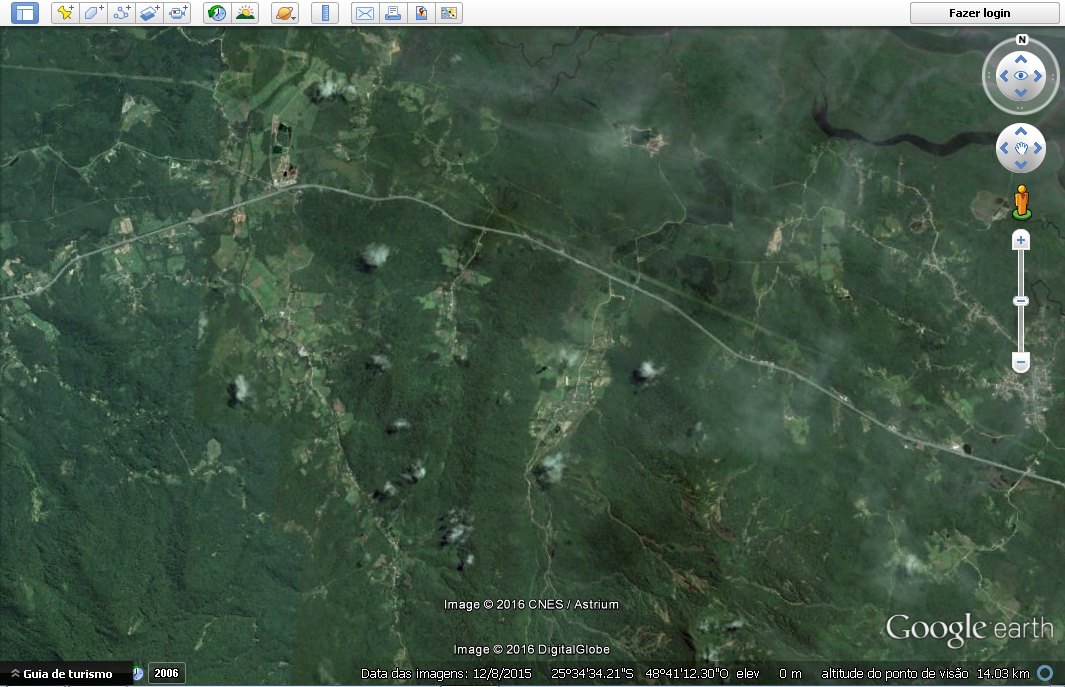 Fazer login
N
Image © 2016 CNES / Astrium
Google earth
Image © 2016 DigitalGlobe
Guia de turismo
2006
Data das imagens: 12/8/2015 25°34'34.21"S 48°41'12.30"O elev 0 m altitude do ponto de visão 14.03 km